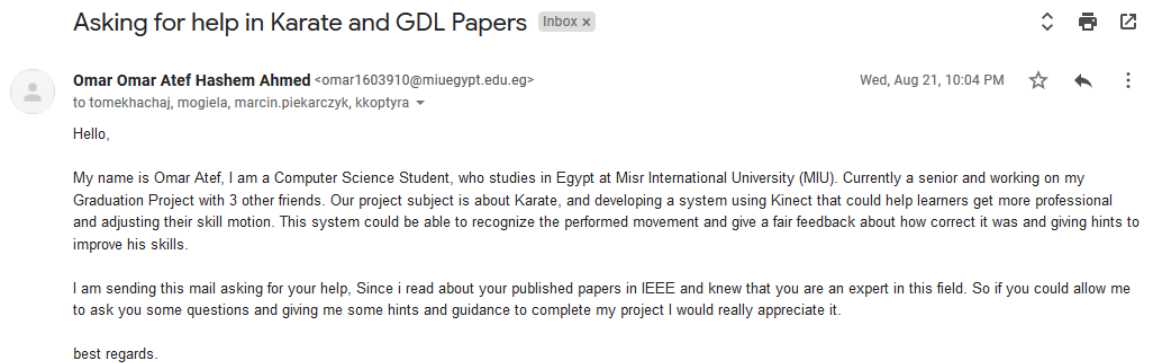 Asking for help in Karate and GDL Papers Inbox x
Omar Omar Atef Hashem Ahmed <omar1603910@miuegypt.edu.eg> Wed, Aug 21, 10:04 PM
to tomekhachaj, mogiela, marcin.piekarczyk, kkoptyra
Hello,
My name is Omar Atef, I am a Computer Science Student, who studies in Egypt at Misr International University (MIU). Currently a senior and working on my
Graduation Project with 3 other friends. Our project subject is about Karate, and developing a system using Kinect that could help learners get more professional
and adjusting their skill motion. This system could be able to recognize the performed movement and give a fair feedback about how correct it was and giving hints to
improve his skills.
I am sending this mail asking for your help, Since i read about your published papers in IEEE and knew that you are an expert in this field. So if you could allow me
to ask you some questions and giving me some hints and guidance to complete my project I would really appreciate it.
best regards.